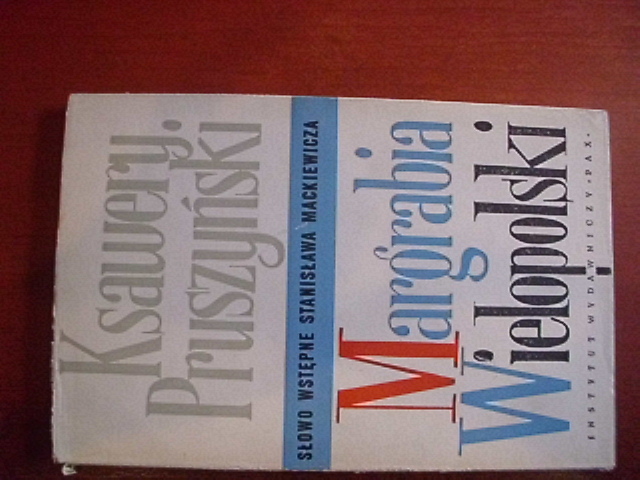 Ksawery
Pruszyński
SŁOWO WSTĘPNE STANISŁAWA MACKIEWICZA
Margrabia
Wielopolski
INSTYTUT WYDAWNICZY • PAX •